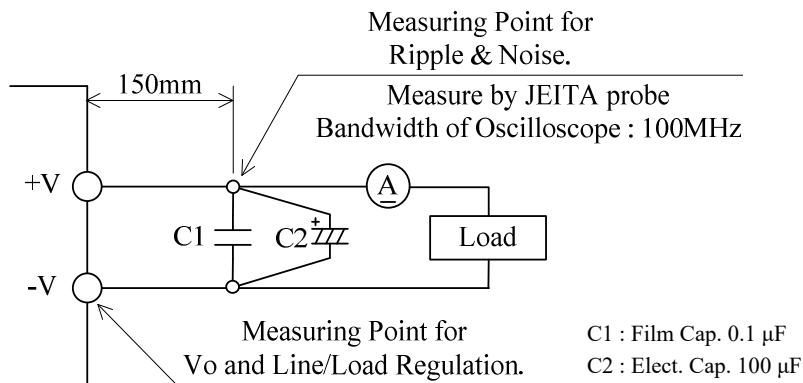 Measuring Point for
Ripple & Noise.
150mm
Measure by JEITA probe
Bandwidth of Oscilloscope : 100MHz
+V
A
C1
+
C2
Load
-V
Measuring Point for
Vo and Line/Load Regulation.
C1 : Film Cap. 0.1 μF
C2 : Elect. Cap. 100 μF